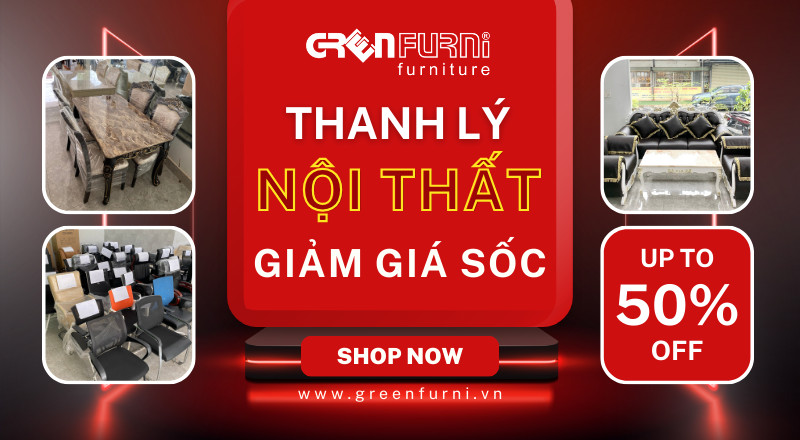 GREENFURNi®
furniture
THANH LÝ
NỘI THẤT
GIẢM GIÁ SỐC
SHOP NOW
www.greenfurni.vn
UP TO
50%
OFF